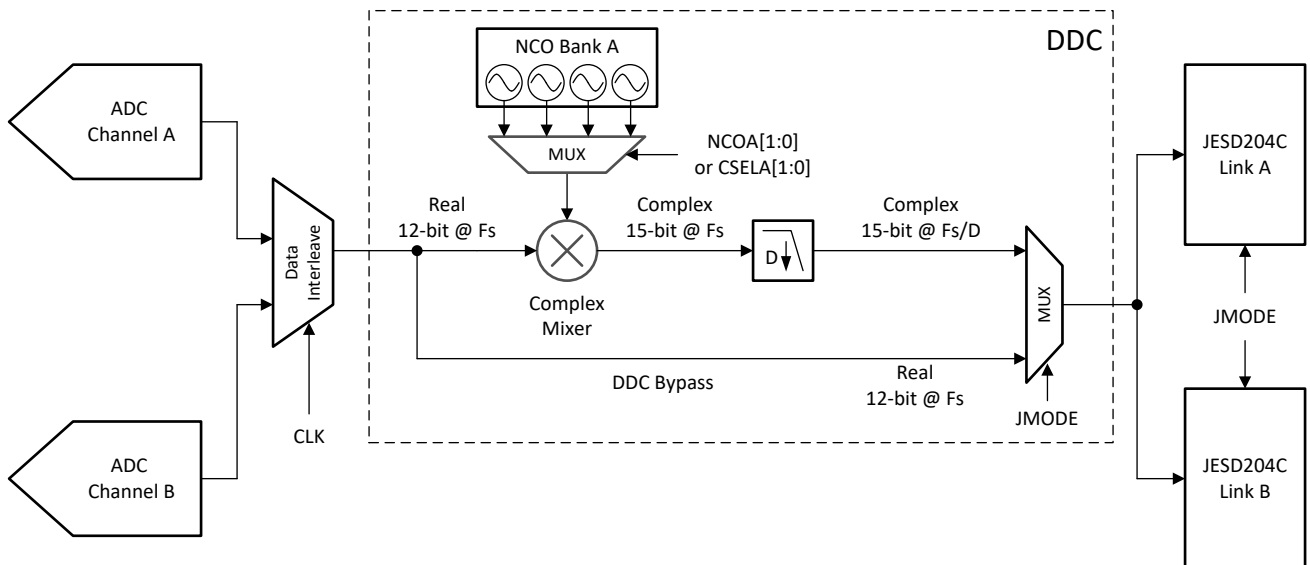 DDC
NCO Bank A
ADC
Channel A
MUX
NCOA[1:0]
or CSELA[1:0]
JESD204C
Link A
Data
Interleave
Real
12-bit @ Fs
Complex
15-bit @ Fs
D
Complex
15-bit @ Fs/D
Complex
Mixer
MUX
JMODE
DDC Bypass
Real
12-bit @ Fs
JMODE
CLK
ADC
Channel B
JESD204C
Link B